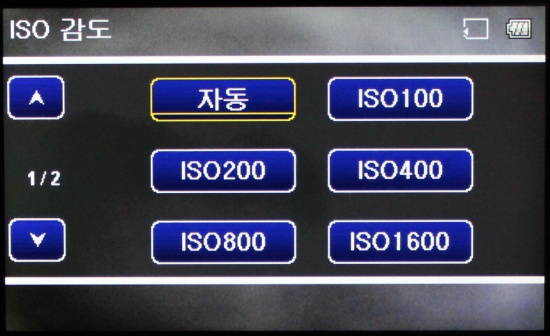 ISO 감도
자동 ISO100
1/2
ISO200 ISO400
ISO800 ISO1600